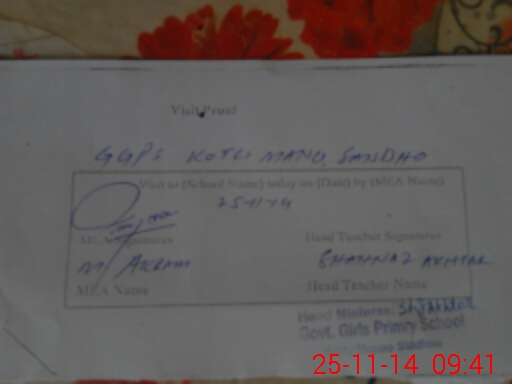 Visit Proof
GGPS KOTLI MANU SANDHO
Visit to (School Name) today on (Date) by (MEA Name)
25-11-14
MEA Signatures Head Teacher Signatures
M/ AKRAM SHAHNAZ AKHTAR
MEA Name Head Teacher Name
Head Mistress
Govt. Girls Primry School
25-11-14 09:41